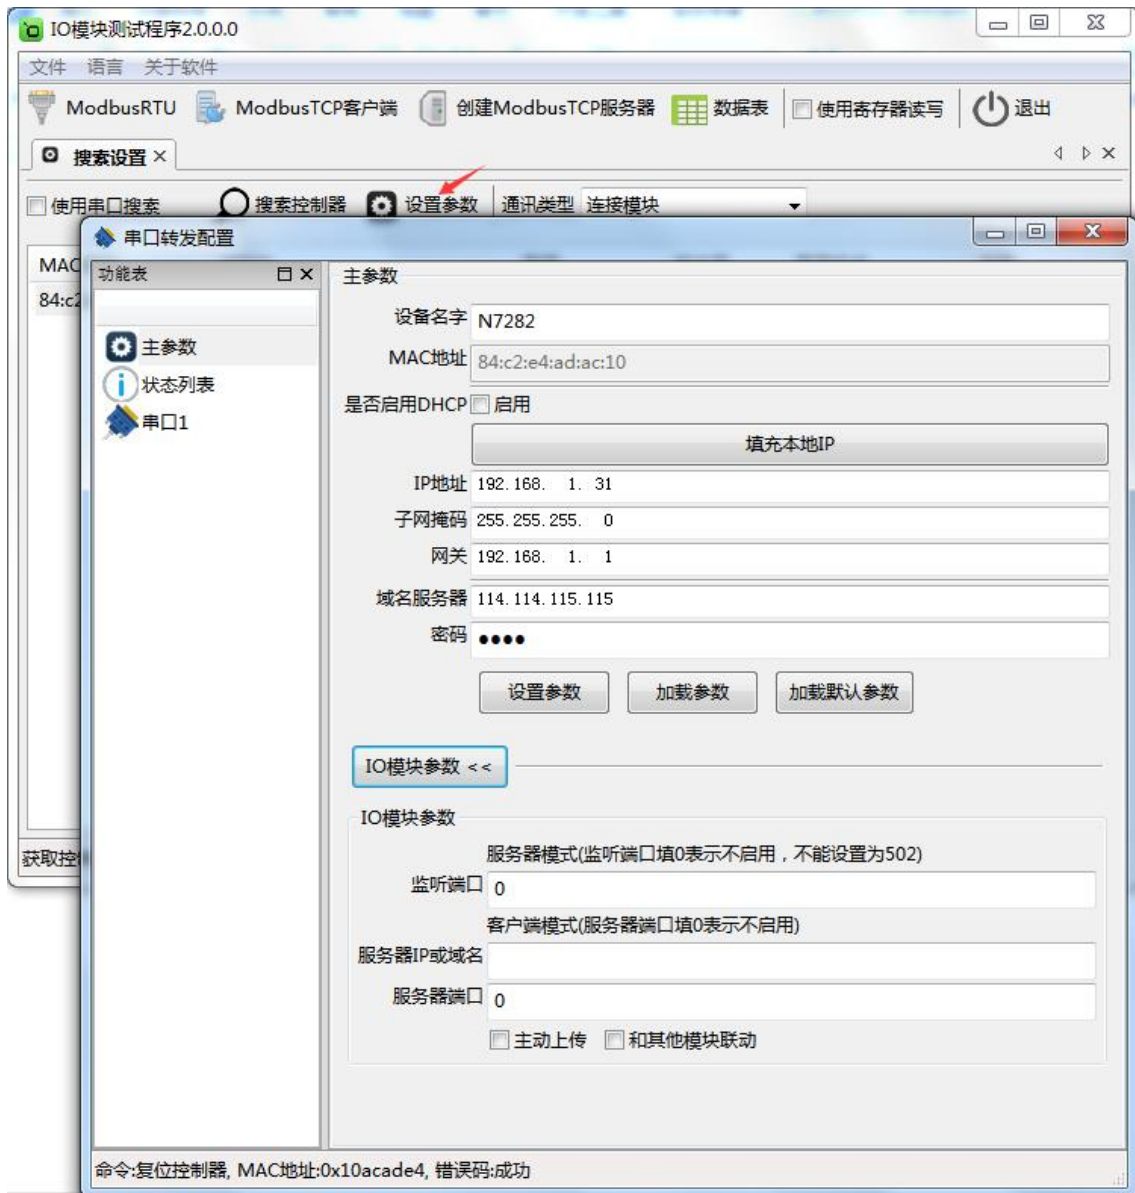 IO模块测试程序2.0.0.0
文件 语言 关于软件
ModbusRTU ModbusTCP客户端 创建ModbusTCP服务器 数据表 使用寄存器读写 退出
搜索设置
使用串口搜索 搜索控制器 设置参数 通讯类型 连接模块
串口转发配置
MAC
84:c2
功能表
主参数
状态列表
串口1
主参数
设备名字 N7282
MAC地址 84:c2:e4:ad:ac:10
是否启用DHCP 启用
填充本地IP
IP地址 192.168. 1. 31
子网掩码 255.255.255. 0
网关 192.168. 1. 1
域名服务器 114.114.115.115
密码 ●●●●
设置参数 加载参数 加载默认参数
IO模块参数 <<
IO模块参数
服务器模式(监听端口填0表示不启用，不能设置为502)
监听端口 0
客户端模式(服务器端口填0表示不启用)
服务器IP或域名
服务器端口 0
主动上传 和其他模块联动
获取控
命令:复位控制器, MAC地址:0x10acade4, 错误码:成功